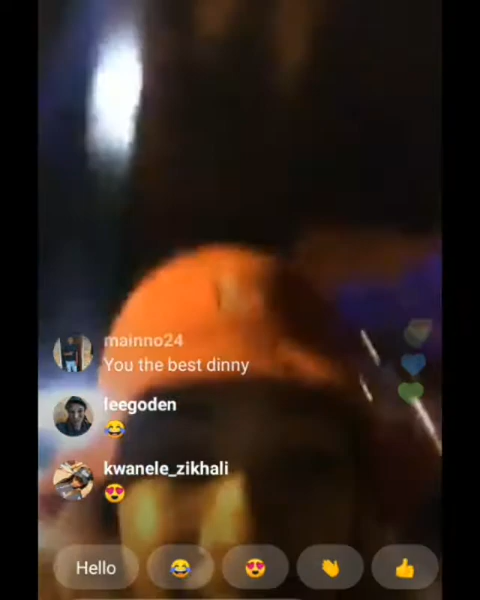 mainno24
You the best dinny
leegoden
😂
kwanele_zikhali
😍
Hello 😂 😍 👏 👍